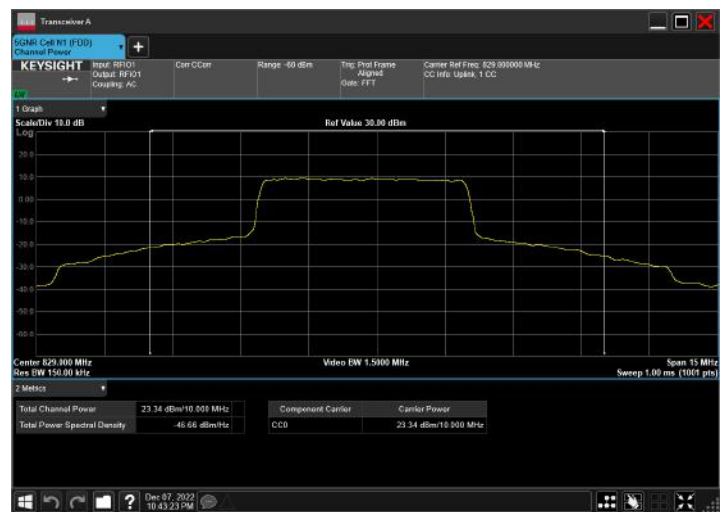 Transceiver A
5GNR Cell N1 (FDD)
Channel Power
+
KEYSIGHT
Input: RFIO1
Output: RFIO1
Coupling: AC
Corr CCorr
Range -60 dBm
Trig: Prot Frame
Aligned
Gate: FFT
Carrier Ref Freq: 829.000000 MHz
CC Info: Uplink, 1 CC
1 Graph
Scale/Div 10.0 dB
Ref Value 30.00 dBm
Log
20.0
10.0
0.00
-10.0
-20.0
-30.0
-40.0
-50.0
-60.0
Center 829.000 MHz
Video BW 1.5000 MHz
Span 15 MHz
Res BW 150.00 kHz
Sweep 1.00 ms (1001 pts)
2 Metrics
Total Channel Power 23.34 dBm/10.000 MHz
Total Power Spectral Density -46.66 dBm/Hz
Component Carrier Carrier Power
CC0 23.34 dBm/10.000 MHz
?
Dec 07, 2022
10:43:23 PM